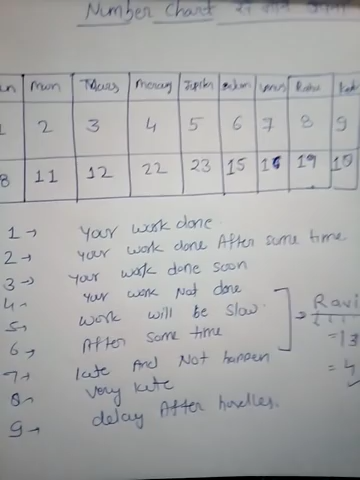 Number Chart से जाने
un Mun Mars Mercury Jupiter Saturn Venus Rahu Ket
1 2 3 4 5 6 7 8 9
8 11 12 22 23 15 16 19 18
1 → Your work done.
2 → Your work done After some time
3 → Your work done soon
4 → Your work Not done
5 → work will be slow.
6 → After some time
7 → late And Not happen
8 → very late
9 → delay After hurdles.
→ Ravi
=13
=4